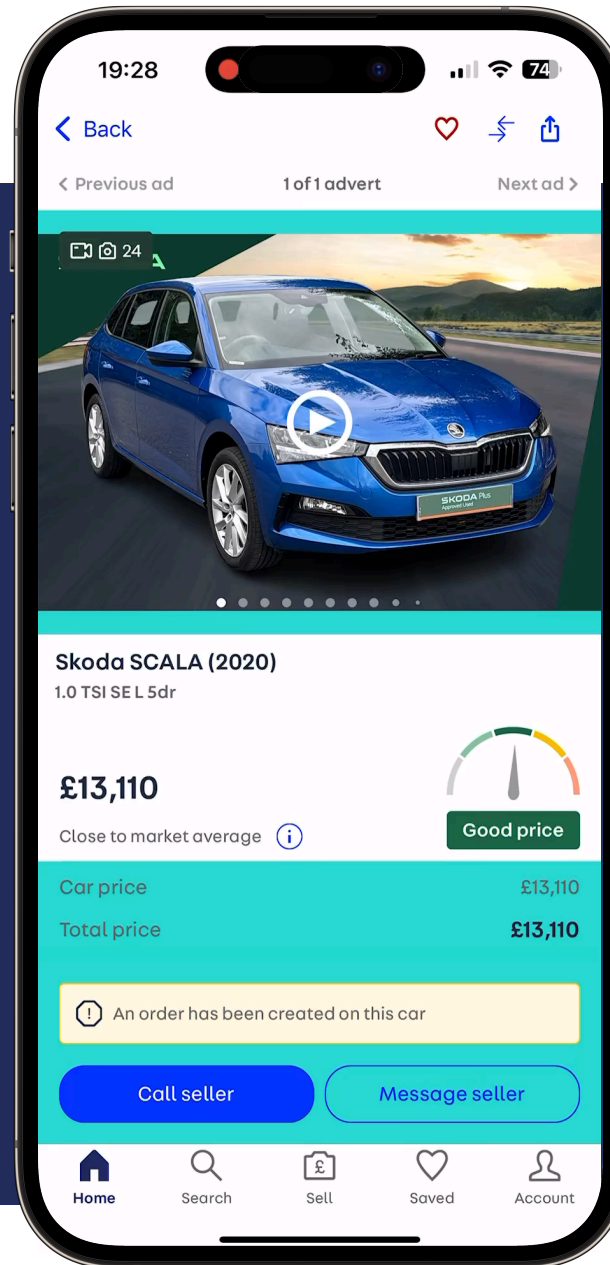 19:28
74
Back
Previous ad
1 of 1 advert
Next ad
24
A
SKODA Plus
Approved Used
Skoda SCALA (2020)
1.0 TSI SE L 5dr
£13,110
Close to market average
Good price
Car price
£13,110
Total price
£13,110
An order has been created on this car
Call seller
Message seller
Home
Search
Sell
Saved
Account